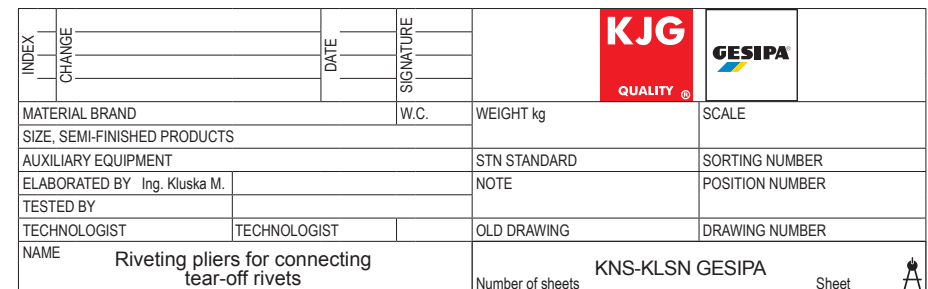 INDEX
CHANGE
DATE
SIGNATURE
KJG
QUALITY ®
GESIPA®
MATERIAL BRAND
W.C.
WEIGHT kg
SCALE
SIZE, SEMI-FINISHED PRODUCTS
AUXILIARY EQUIPMENT
STN STANDARD
SORTING NUMBER
ELABORATED BY Ing. Kluska M.
NOTE
POSITION NUMBER
TESTED BY
TECHNOLOGIST
TECHNOLOGIST
OLD DRAWING
DRAWING NUMBER
NAME
Riveting pliers for connecting
tear-off rivets
KNS-KLSN GESIPA
Number of sheets
Sheet